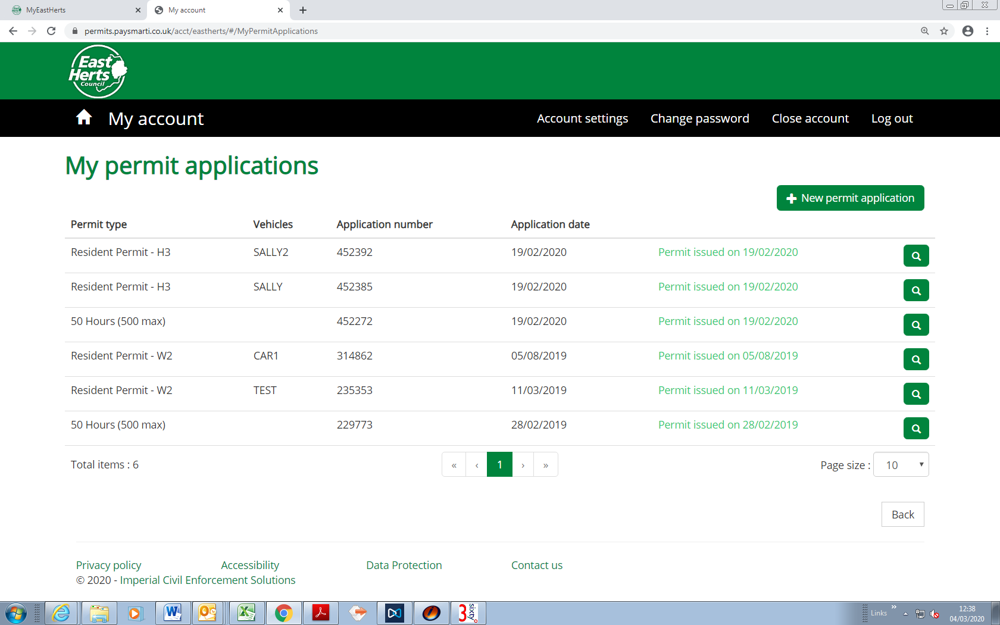 MyEastHerts
My account
permits.paysmarti.co.uk/acct/eastherts/#/MyPermitApplications
East
Herts
Council
My account
Account settings
Change password
Close account
Log out
My permit applications
New permit application
Permit type Vehicles Application number Application date
Resident Permit - H3 SALLY2 452392 19/02/2020 Permit issued on 19/02/2020
Resident Permit - H3 SALLY 452385 19/02/2020 Permit issued on 19/02/2020
50 Hours (500 max) 452272 19/02/2020 Permit issued on 19/02/2020
Resident Permit - W2 CAR1 314862 05/08/2019 Permit issued on 05/08/2019
Resident Permit - W2 TEST 235353 11/03/2019 Permit issued on 11/03/2019
50 Hours (500 max) 229773 28/02/2019 Permit issued on 28/02/2019
Total items : 6 « ‹ 1 › » Page size : 10
Back
Privacy policy Accessibility Data Protection Contact us
© 2020 - Imperial Civil Enforcement Solutions
3 sixty
Links »
12:38
04/03/2020